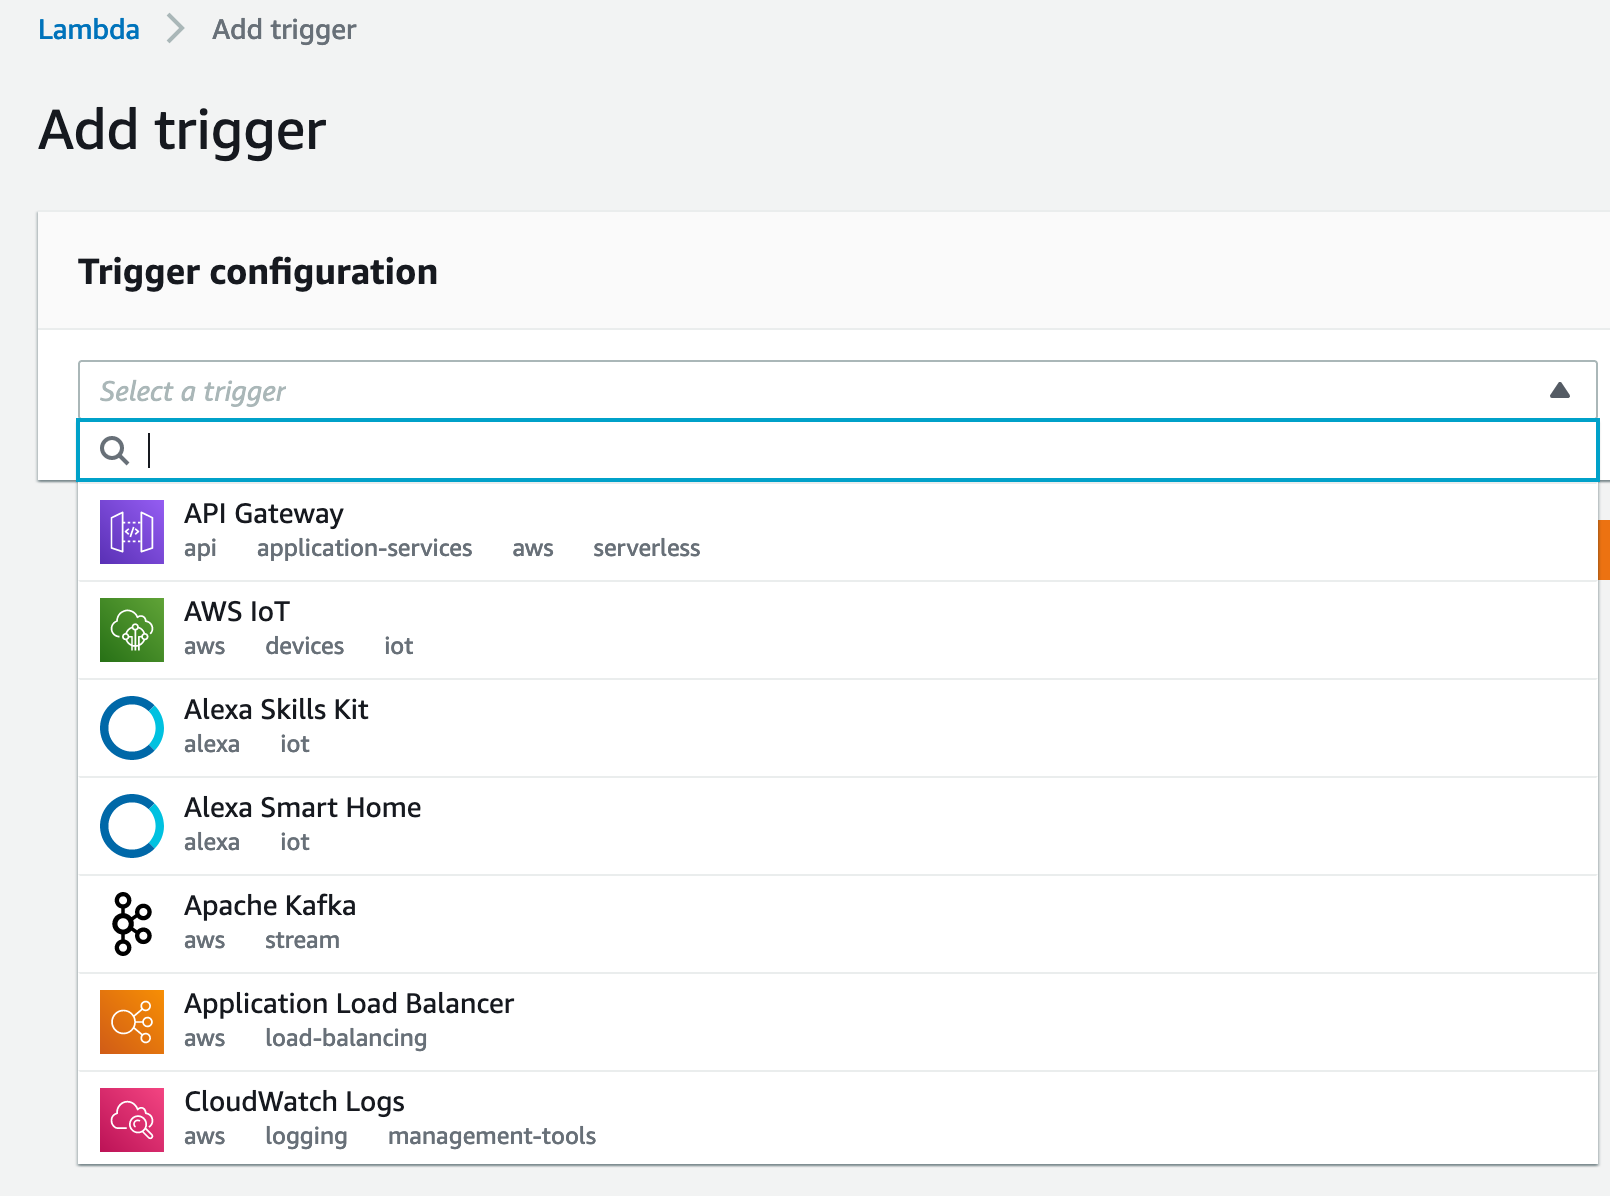 Lambda Add trigger
Add trigger
Trigger configuration
Select a trigger
API Gateway
api application-services aws serverless
AWS IoT
aws devices iot
Alexa Skills Kit
alexa iot
Alexa Smart Home
alexa iot
Apache Kafka
aws stream
Application Load Balancer
aws load-balancing
CloudWatch Logs
aws logging management-tools